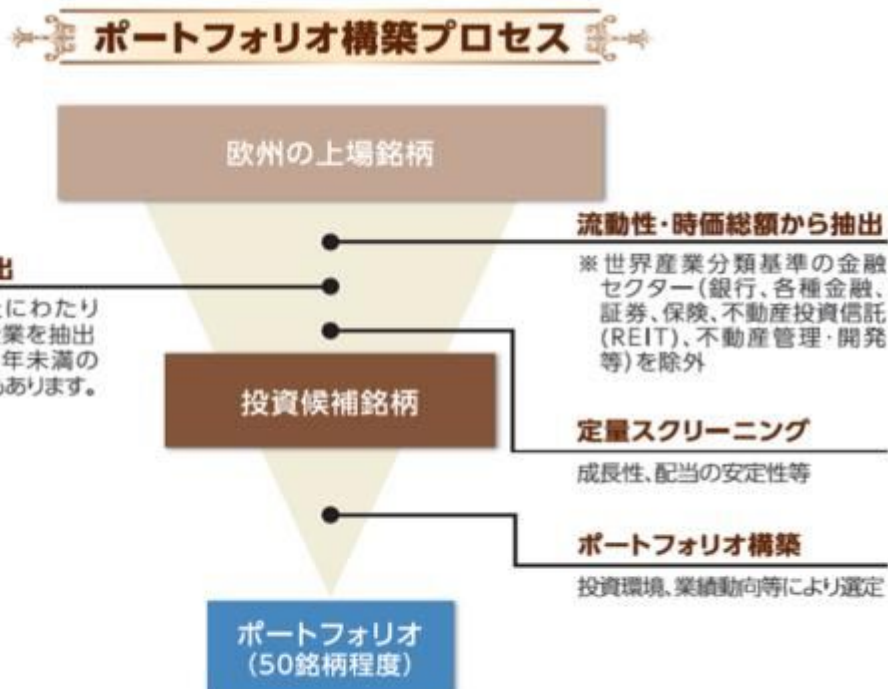 ポートフォリオ構築プロセス
欧州の上場銘柄
流動性・時価総額から抽出
※世界産業分類基準の金融
セクター(銀行、各種金融、
証券、保険、不動産投資信託
(REIT)、不動産管理・開発
等)を除外
出
にわたり
業を抽出
年未満の
もあります。
投資候補銘柄
定量スクリーニング
成長性、配当の安定性等
ポートフォリオ構築
投資環境、業績動向等により選定
ポートフォリオ
(50銘柄程度)